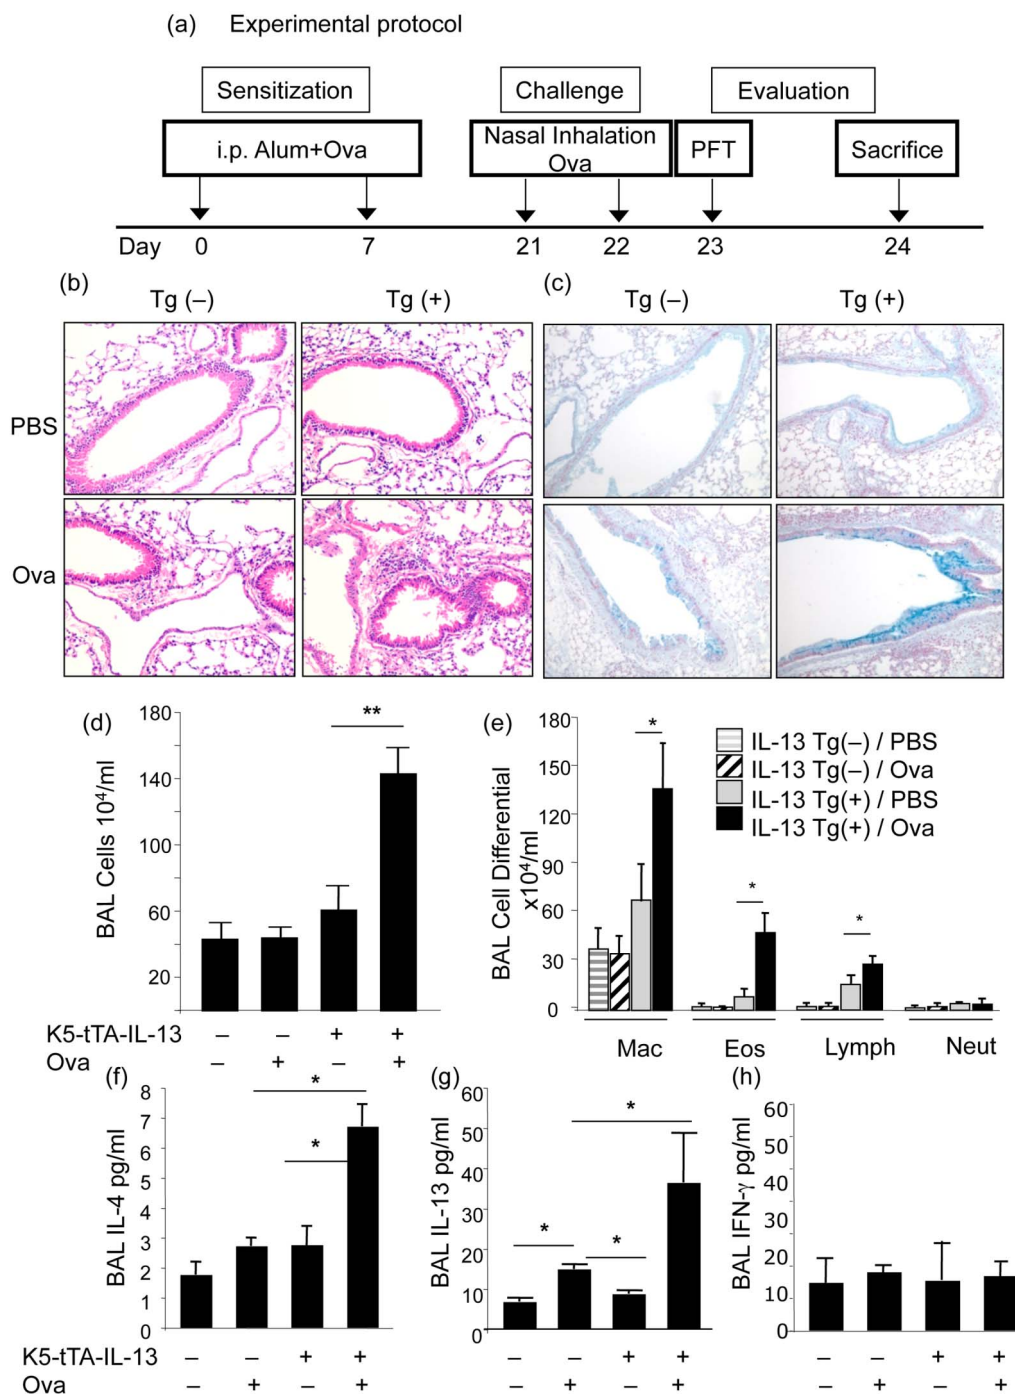 (a) Experimental protocol
Sensitization Challenge Evaluation
i.p. Alum+Ova Nasal Inhalation Ova PFT Sacrifice
Day 0 7 21 22 23 24
(b) (c)
Tg (–) Tg (+) Tg (–) Tg (+)
PBS
Ova
(d)
BAL Cells 10⁴/ml
180
140
100
60
20
**
K5-tTA-IL-13 – – + +
Ova – + – +
(e)
BAL Cell Differential
x10⁴/ml
180
150
130
90
60
30
0
* * *
IL-13 Tg(–) / PBS
IL-13 Tg(–) / Ova
IL-13 Tg(+) / PBS
IL-13 Tg(+) / Ova
Mac Eos Lymph Neut
(f)
BAL IL-4 pg/ml
8
7
6
5
4
3
2
1
0
*
*
(g)
BAL IL-13 pg/ml
60
50
40
30
20
10
0
*
* *
(h)
BAL IFN-γ pg/ml
60
50
40
30
20
10
0
K5-tTA-IL-13 – – + + – – + + – – + +
Ova – + – + – + – + – + – +